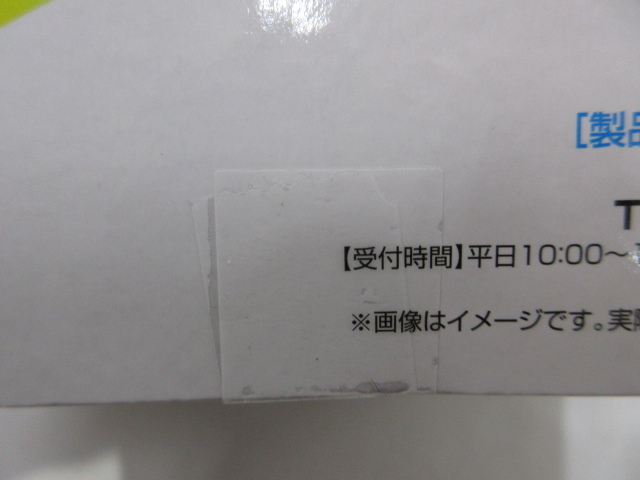 [製品
T
【受付時間】平日10:00～
※画像はイメージです。実際